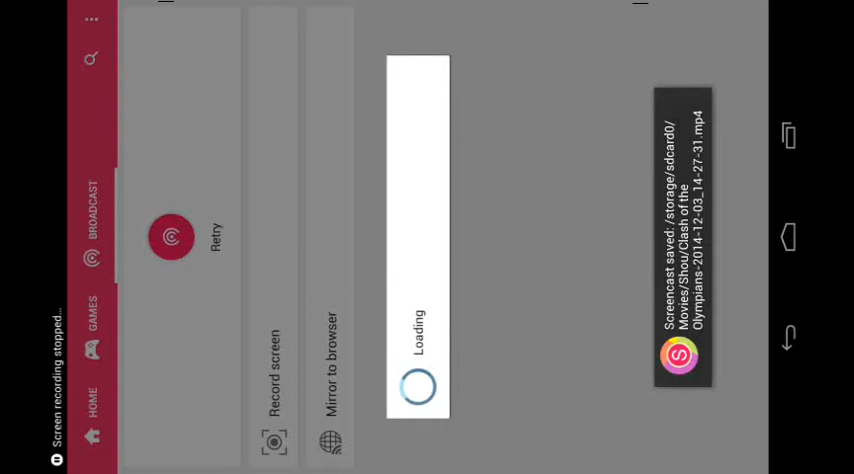 Screen recording stopped...
HOME
GAMES
BROADCAST
Retry
Record screen
Mirror to browser
Loading
Screencast saved: /storage/sdcard0/
Movies/Shou/Clash of the
Olympians-2014-12-03_14-27-31.mp4